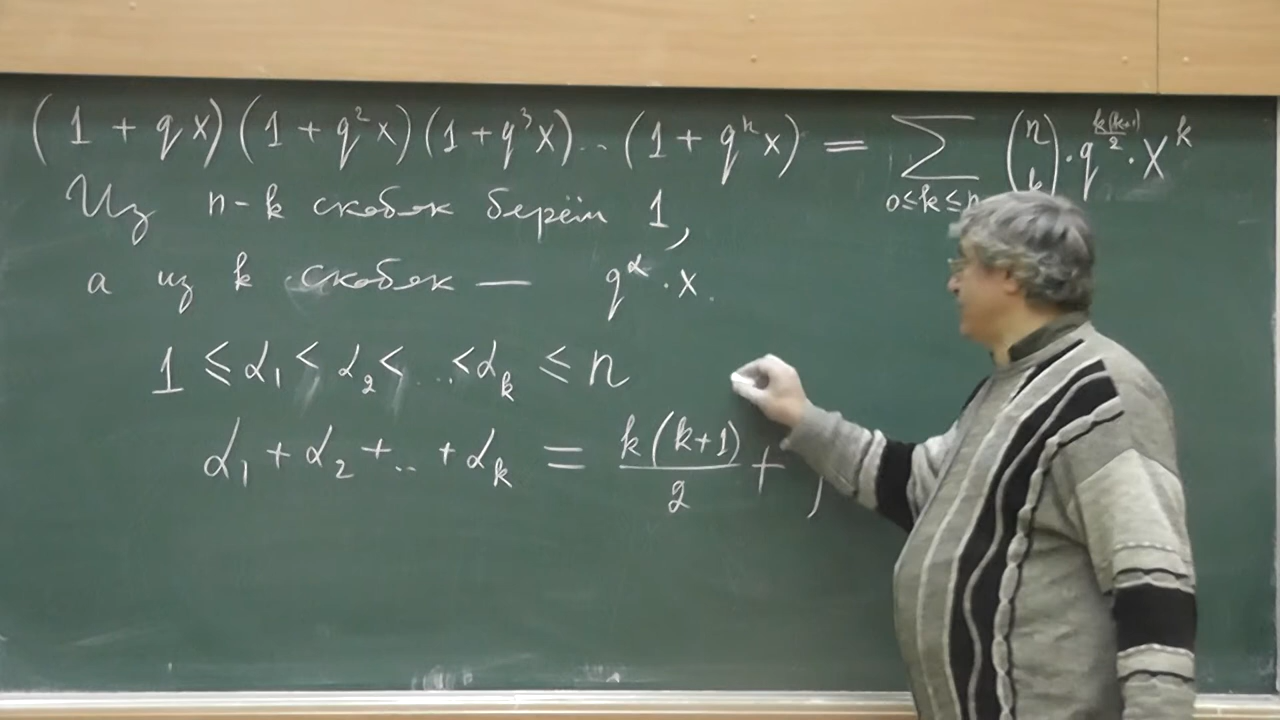 (1 + qx)(1 + q²x)(1 + q³x)...(1 + qⁿx) = ∑ 0≤k≤n (n k) · q^(k(k+1)/2) · x^k
Из n-k скобок берём 1,
а из k скобок — q^α · x.
1 ≤ α₁ < α₂ < ... < α_k ≤ n
α₁ + α₂ + .. + α_k = k(k+1)/2 +